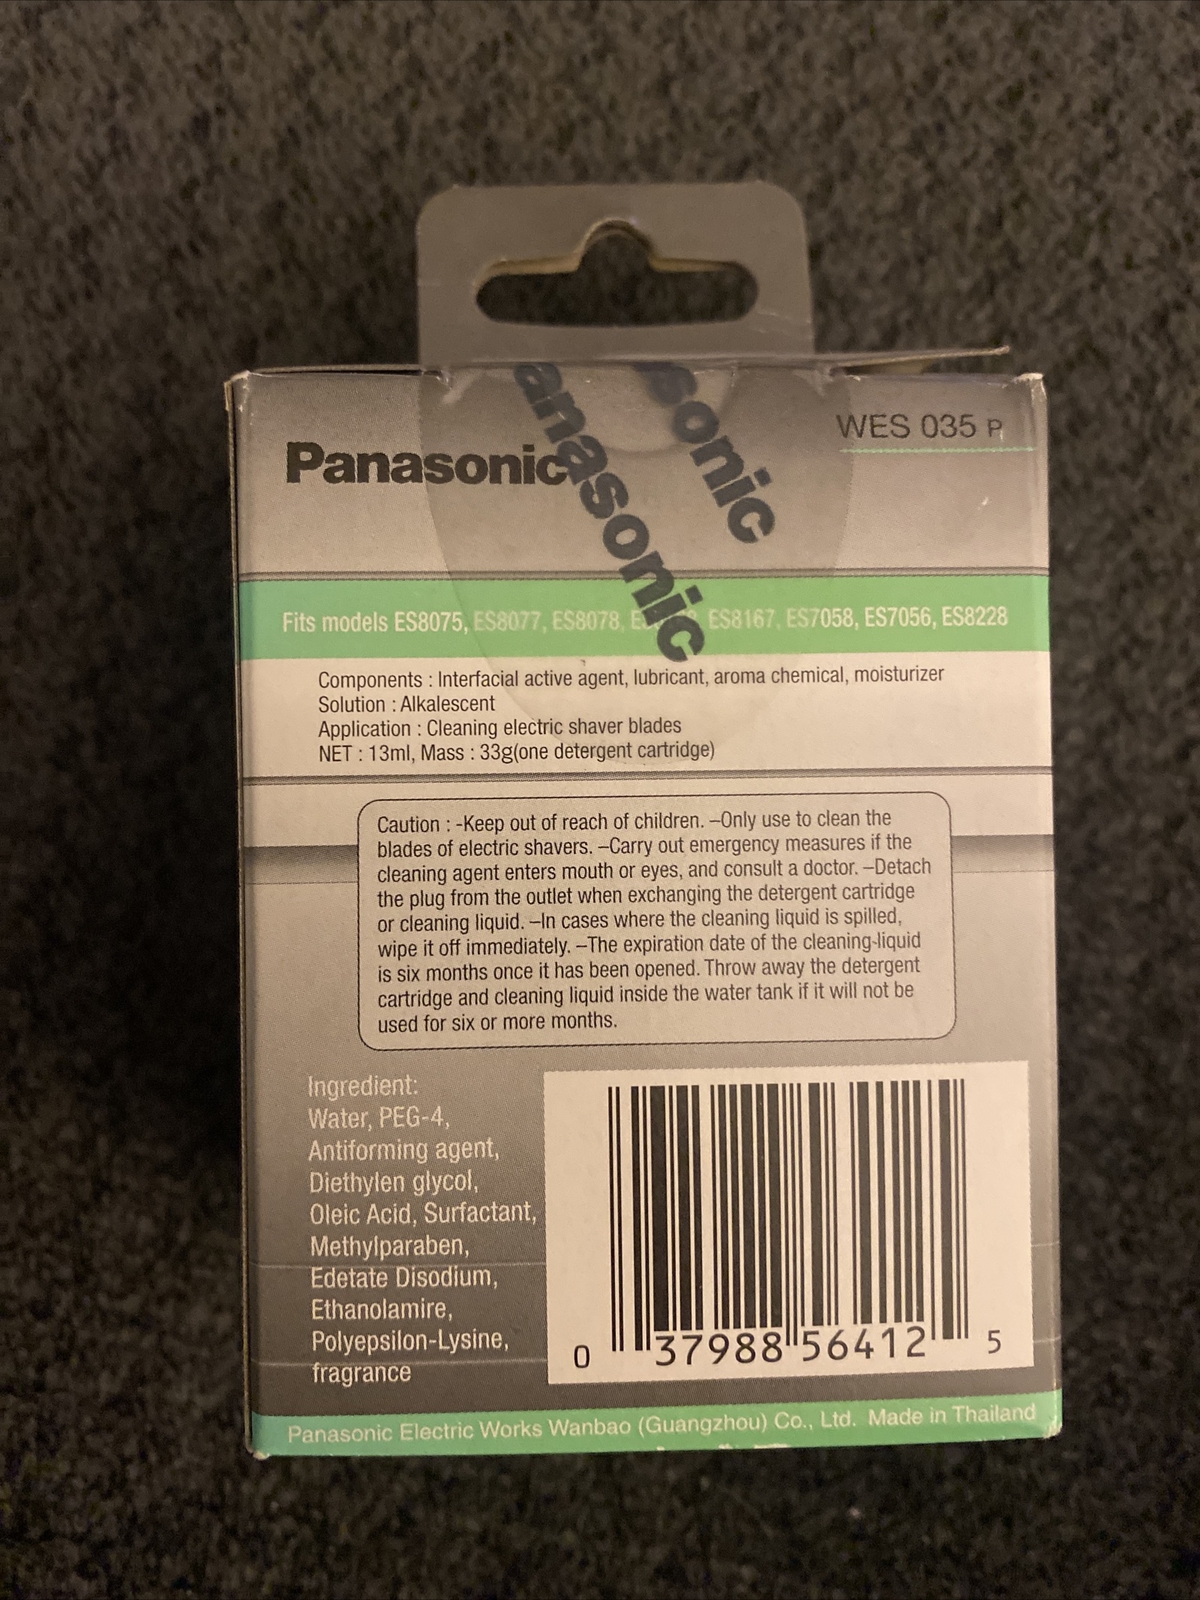 Panasonic
anasonic
sonic
WES 035 P
Fits models ES8075, ES8077, ES8078, ES8167, ES7058, ES7056, ES8228
Components : Interfacial active agent, lubricant, aroma chemical, moisturizer
Solution : Alkalescent
Application : Cleaning electric shaver blades
NET : 13ml, Mass : 33g(one detergent cartridge)
Caution : -Keep out of reach of children. –Only use to clean the
blades of electric shavers. –Carry out emergency measures if the
cleaning agent enters mouth or eyes, and consult a doctor. –Detach
the plug from the outlet when exchanging the detergent cartridge
or cleaning liquid. –In cases where the cleaning liquid is spilled,
wipe it off immediately. –The expiration date of the cleaning-liquid
is six months once it has been opened. Throw away the detergent
cartridge and cleaning liquid inside the water tank if it will not be
used for six or more months.
Ingredient:
Water, PEG-4,
Antiforming agent,
Diethylen glycol,
Oleic Acid, Surfactant,
Methylparaben,
Edetate Disodium,
Ethanolamire,
Polyepsilon-Lysine,
fragrance
0 37988 56412 5
Panasonic Electric Works Wanbao (Guangzhou) Co., Ltd. Made in Thailand